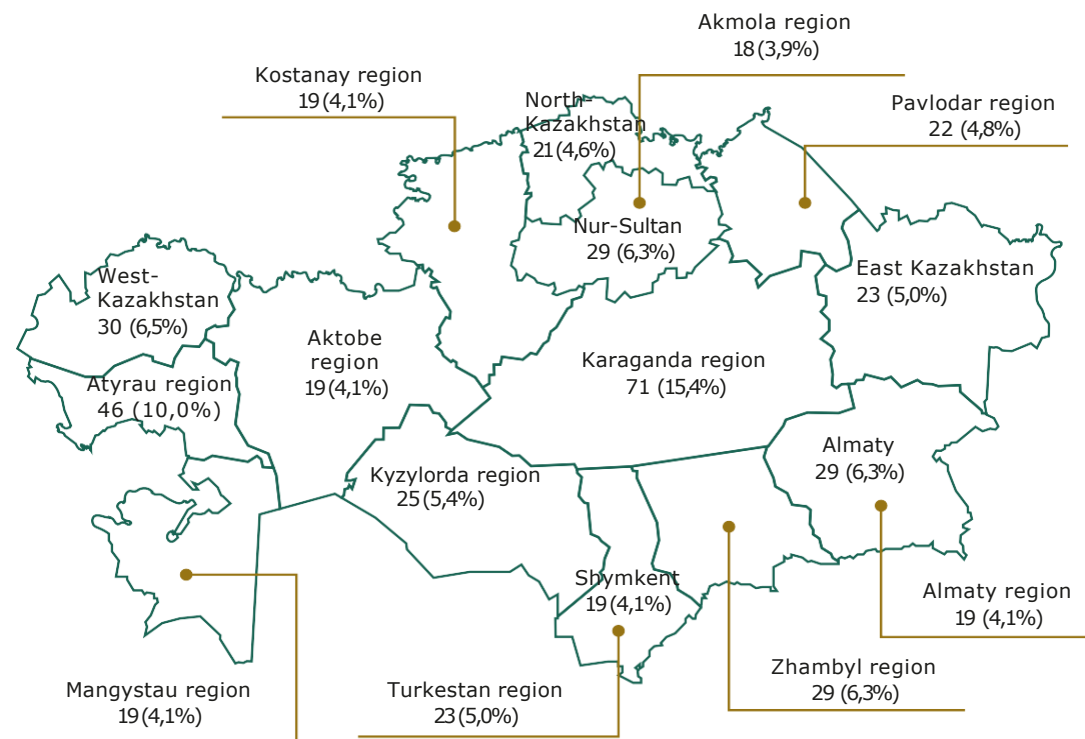 Akmola region
18 (3,9%)
Kostanay region
19 (4,1%)
North-
Kazakhstan
21 (4,6%)
Pavlodar region
22 (4,8%)
Nur-Sultan
29 (6,3%)
East Kazakhstan
23 (5,0%)
West-
Kazakhstan
30 (6,5%)
Aktobe
region
19 (4,1%)
Karaganda region
71 (15,4%)
Atyrau region
46 (10,0%)
Almaty
29 (6,3%)
Kyzylorda region
25 (5,4%)
Shymkent
19 (4,1%)
Almaty region
19 (4,1%)
Zhambyl region
29 (6,3%)
Mangystau region
19 (4,1%)
Turkestan region
23 (5,0%)